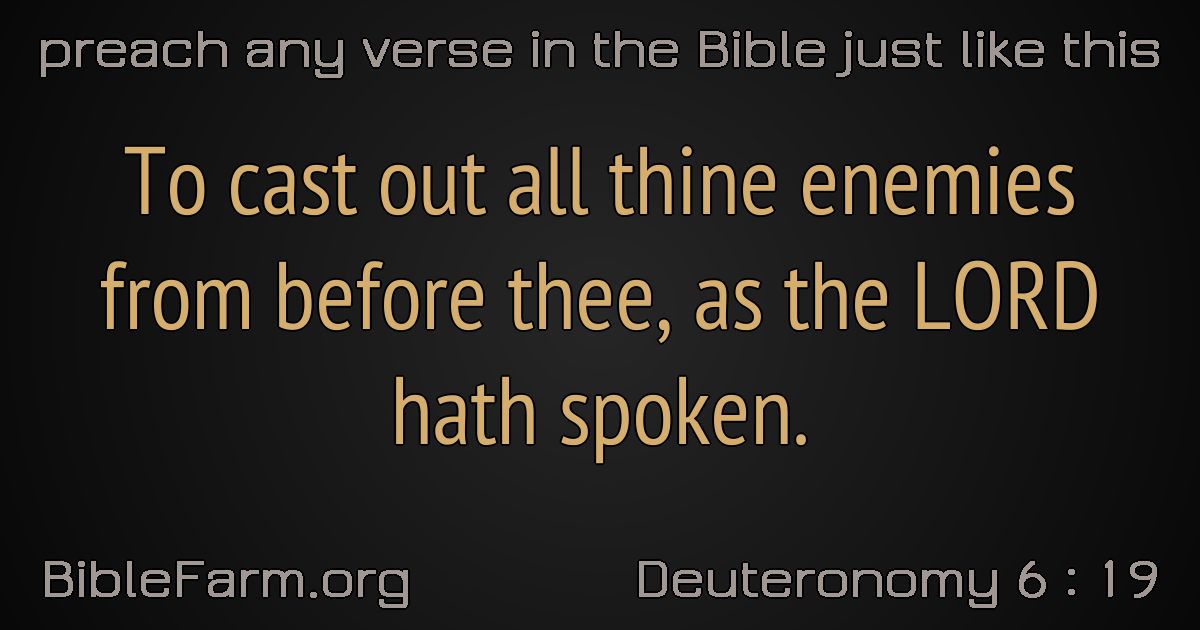 preach any verse in the Bible just like this
To cast out all thine enemies
from before thee, as the LORD
hath spoken.
BibleFarm.org
Deuteronomy 6 : 19